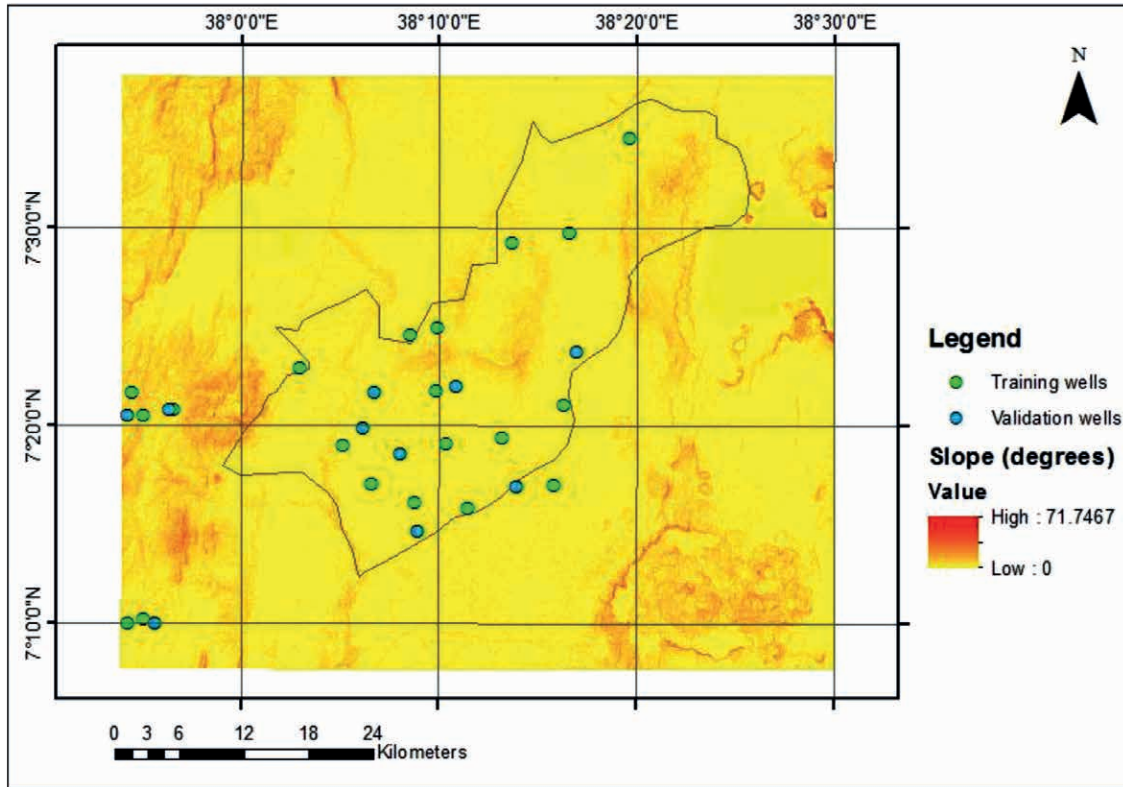 38°0'0"E 38°10'0"E 38°20'0"E 38°30'0"E
N
7°30'0"N
7°20'0"N
7°10'0"N
Legend
Training wells
Validation wells
Slope (degrees)
Value
High : 71.7467
Low : 0
0 3 6 12 18 24
Kilometers